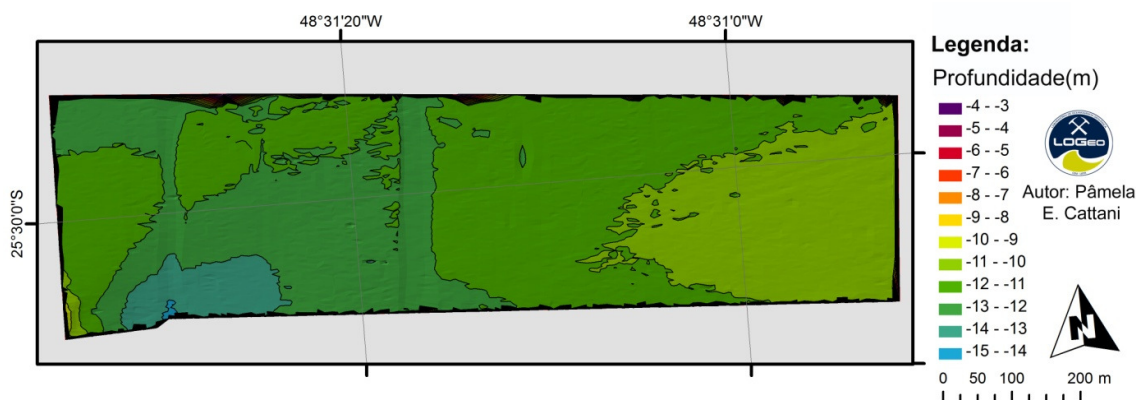 48°31'20"W
48°31'0"W
25°30'0"S
Legenda:
Profundidade(m)
-4 - -3
-5 - -4
-6 - -5
-7 - -6
-8 - -7
-9 - -8
-10 - -9
-11 - -10
-12 - -11
-13 - -12
-14 - -13
-15 - -14
LOGEO
Autor: Pâmela
E. Cattani
N
0 50 100 200 m